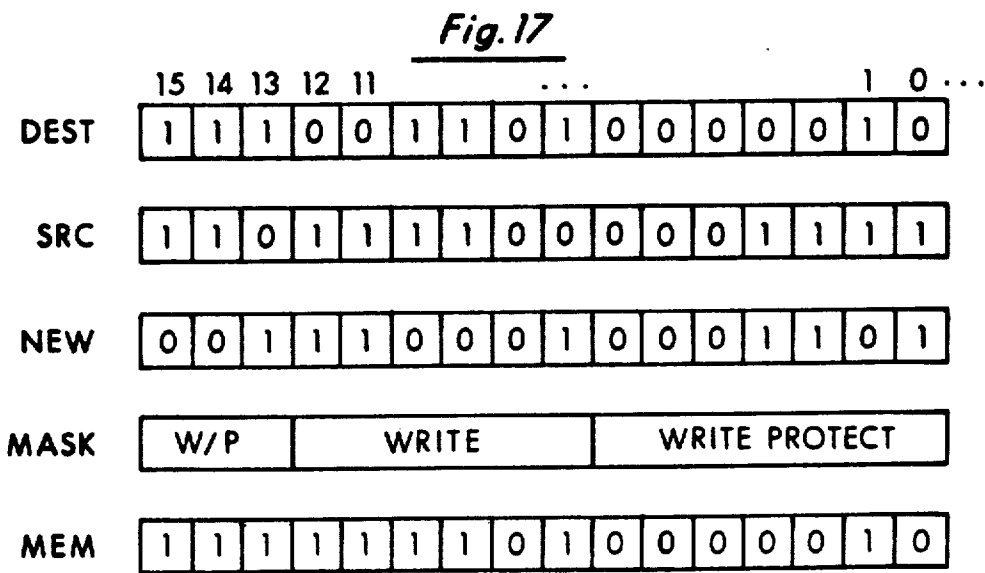 Fig. 17
15 14 13 12 11 ... 1 0 ...
DEST 1 1 1 0 0 1 1 0 1 0 0 0 0 0 1 0
SRC 1 1 0 1 1 1 1 0 0 0 0 0 1 1 1 1
NEW 0 0 1 1 1 0 0 0 1 0 0 0 1 1 0 1
MASK W/P WRITE WRITE PROTECT
MEM 1 1 1 1 1 1 1 0 1 0 0 0 0 0 1 0